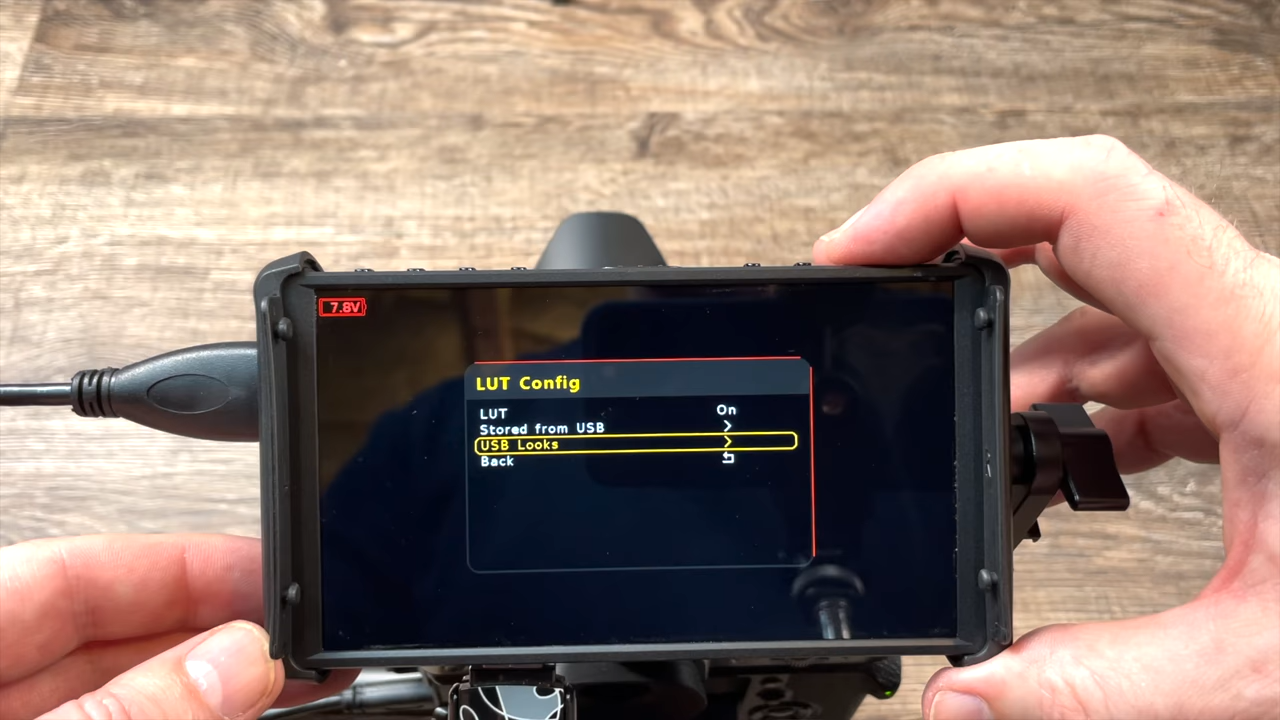 7.8V
LUT Config
LUT On
Stored from USB >
USB Looks >
Back